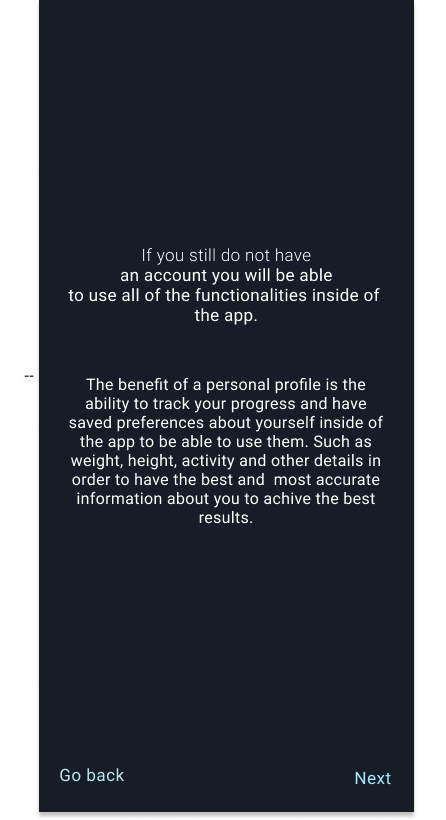 If you still do not have
an account you will be able
to use all of the functionalities inside of
the app.
--
The benefit of a personal profile is the
ability to track your progress and have
saved preferences about yourself inside of
the app to be able to use them. Such as
weight, height, activity and other details in
order to have the best and  most accurate
information about you to achive the best
results.
Go back
Next